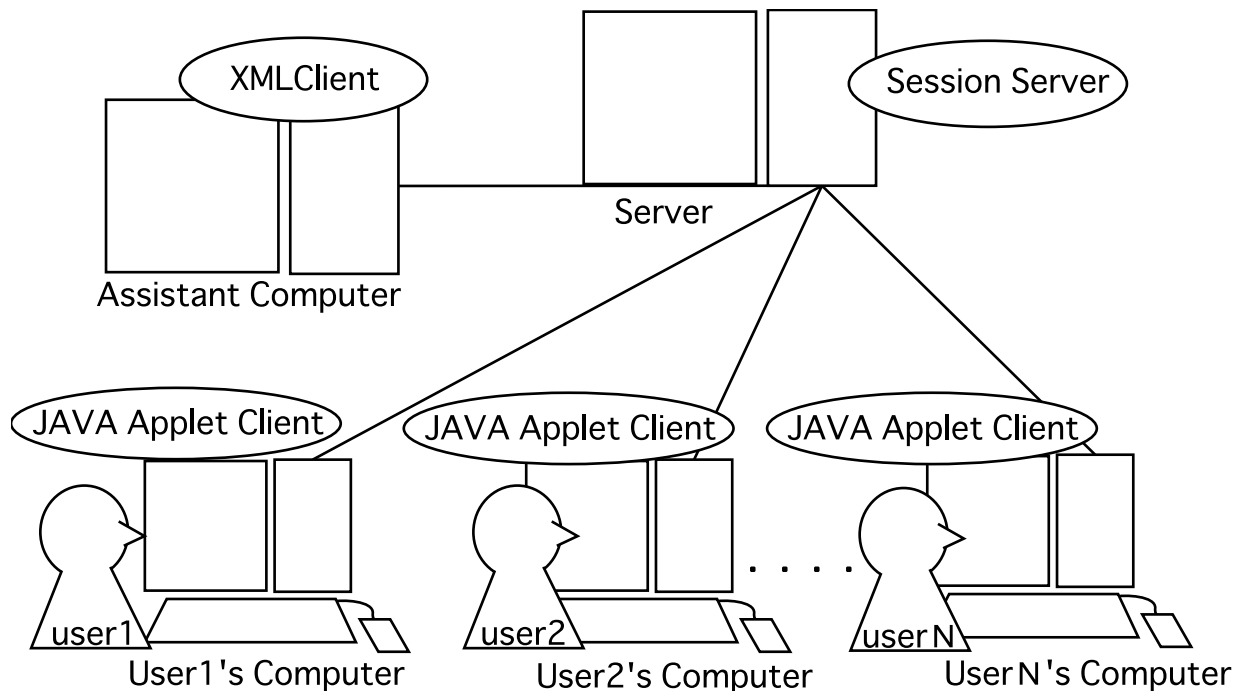 XMLClient
Session Server
Server
Assistant Computer
JAVA Applet Client
JAVA Applet Client
JAVA Applet Client
. . . .
user1
user2
userN
User1's Computer
User2's Computer
UserN's Computer